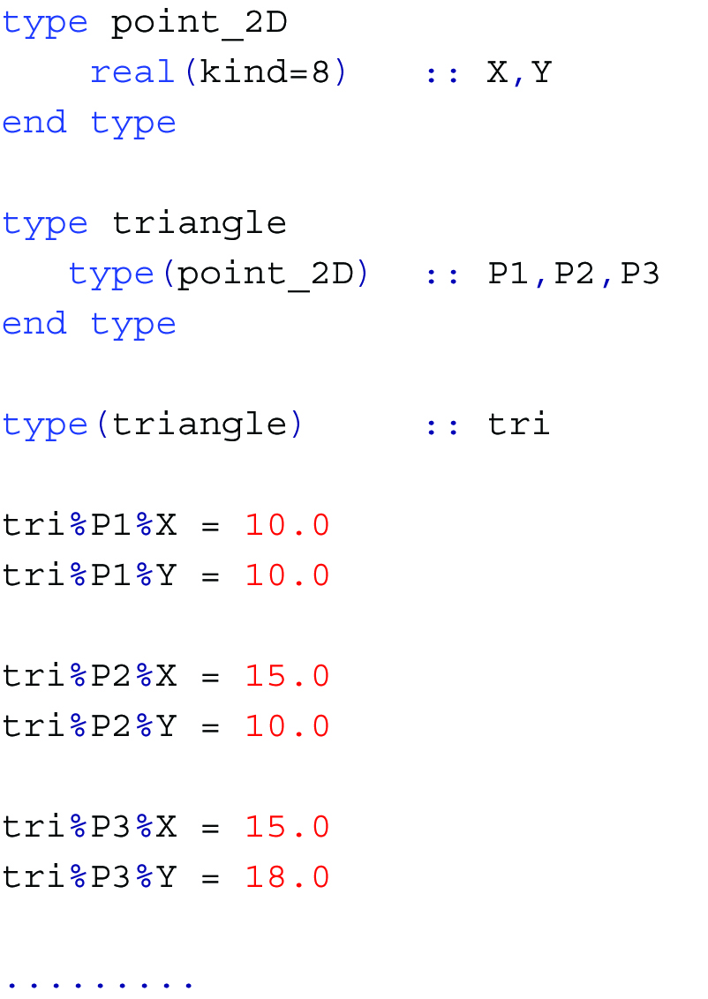 type point_2D
    real(kind=8)   :: X,Y
end type

type triangle
   type(point_2D)  :: P1,P2,P3
end type

type(triangle)     :: tri

tri%P1%X = 10.0
tri%P1%Y = 10.0

tri%P2%X = 15.0
tri%P2%Y = 10.0

tri%P3%X = 15.0
tri%P3%Y = 18.0

.........